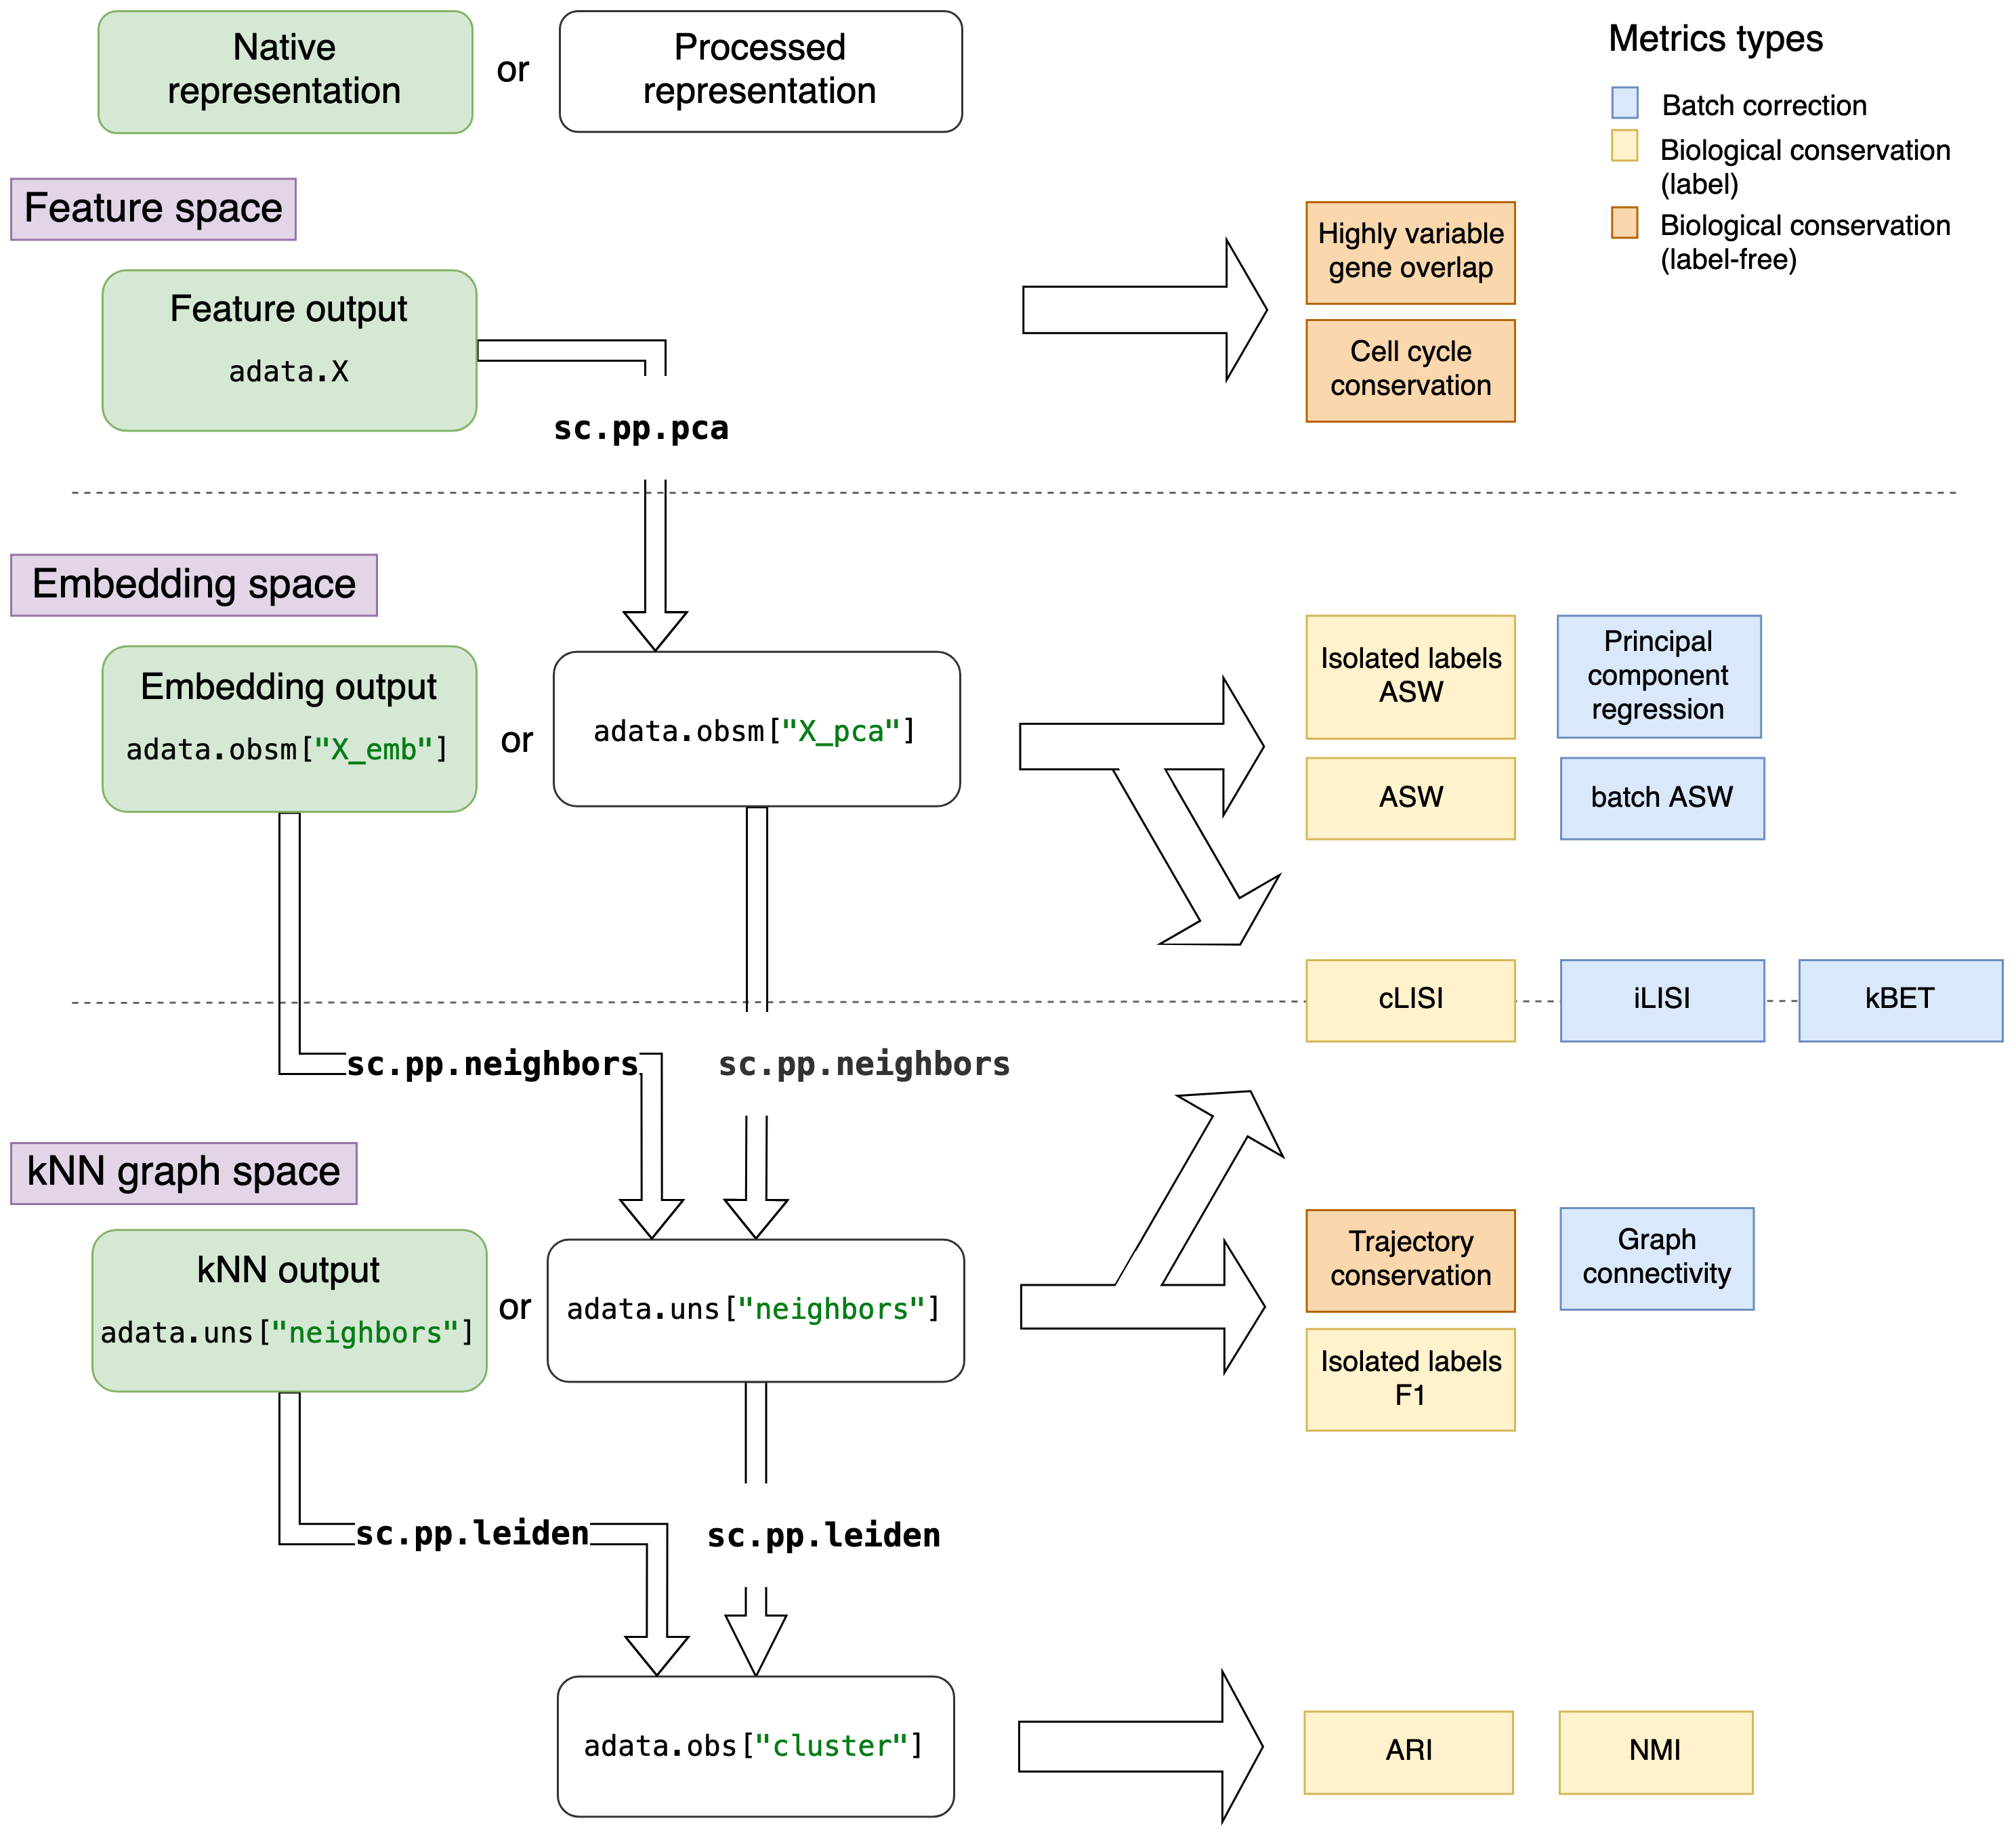 Native
representation
or
Processed
representation
Metrics types
Batch correction
Biological conservation
(label)
Biological conservation
(label-free)
Feature space
Feature output
adata.X
sc.pp.pca
Highly variable
gene overlap
Cell cycle
conservation
Embedding space
Embedding output
adata.obsm["X_emb"]
or
adata.obsm["X_pca"]
Isolated labels
ASW
Principal
component
regression
ASW
batch ASW
cLISI
iLISI
kBET
sc.pp.neighbors
sc.pp.neighbors
kNN graph space
kNN output
adata.uns["neighbors"]
or
adata.uns["neighbors"]
Trajectory
conservation
Graph
connectivity
Isolated labels
F1
sc.pp.leiden
sc.pp.leiden
adata.obs["cluster"]
ARI
NMI